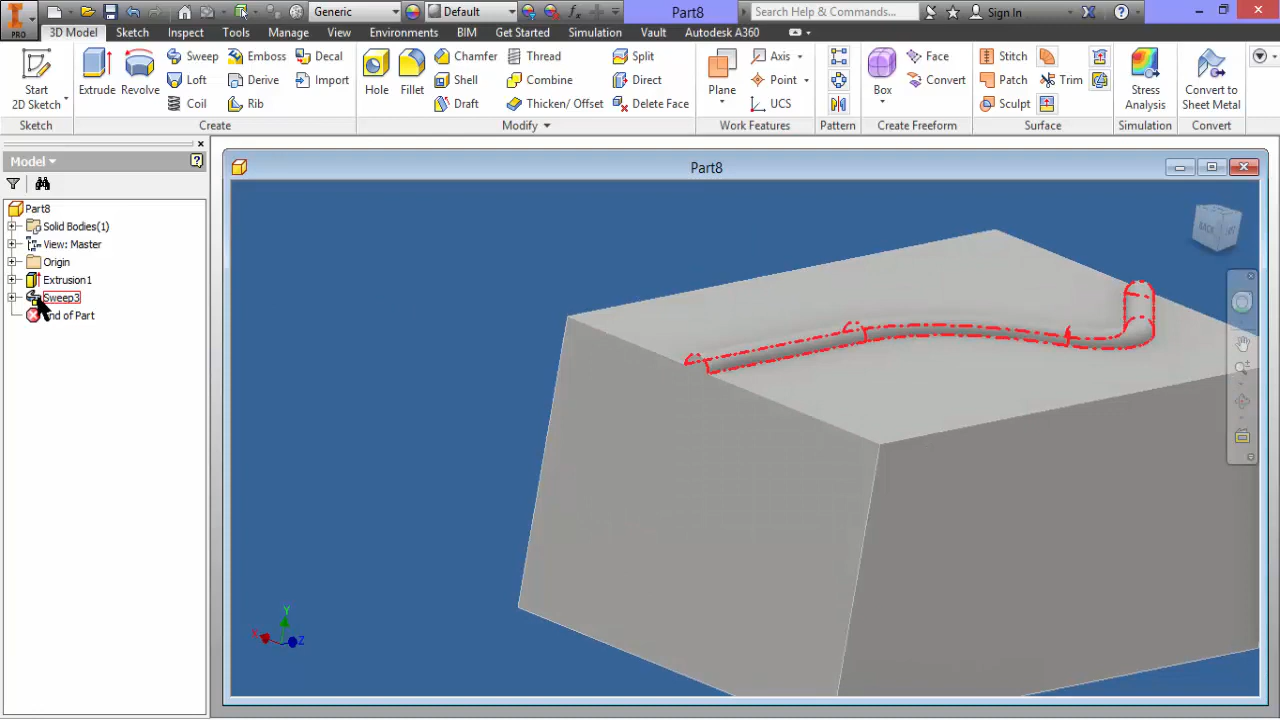 PRO
Generic
Default
fx
Part8
Search Help & Commands...
Sign In
3D Model
Sketch
Inspect
Tools
Manage
View
Environments
BIM
Get Started
Simulation
Vault
Autodesk A360
Start
2D Sketch
Extrude
Revolve
Sweep
Loft
Coil
Emboss
Derive
Rib
Decal
Import
Hole
Fillet
Chamfer
Shell
Draft
Thread
Combine
Thicken/ Offset
Split
Direct
Delete Face
Plane
Axis
Point
UCS
Box
Face
Convert
Stitch
Patch
Sculpt
Trim
Stress
Analysis
Convert to
Sheet Metal
Sketch
Create
Modify
Work Features
Pattern
Create Freeform
Surface
Simulation
Convert
Model
Part8
Solid Bodies(1)
View: Master
Origin
Extrusion1
Sweep3
nd of Part
Part8
BACK
Y
X
Z